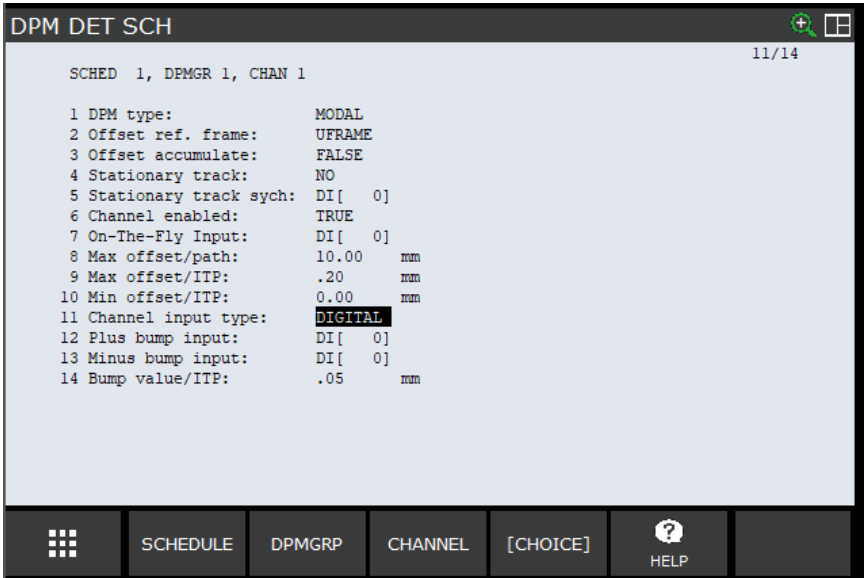 DPM DET SCH
11/14
SCHED 1, DPMGR 1, CHAN 1
1 DPM type: MODAL
2 Offset ref. frame: UFRAME
3 Offset accumulate: FALSE
4 Stationary track: NO
5 Stationary track sych: DI[ 0]
6 Channel enabled: TRUE
7 On-The-Fly Input: DI[ 0]
8 Max offset/path: 10.00 mm
9 Max offset/ITP: .20 mm
10 Min offset/ITP: 0.00 mm
11 Channel input type: DIGITAL
12 Plus bump input: DI[ 0]
13 Minus bump input: DI[ 0]
14 Bump value/ITP: .05 mm
SCHEDULE DPMGRP CHANNEL [CHOICE] ? HELP